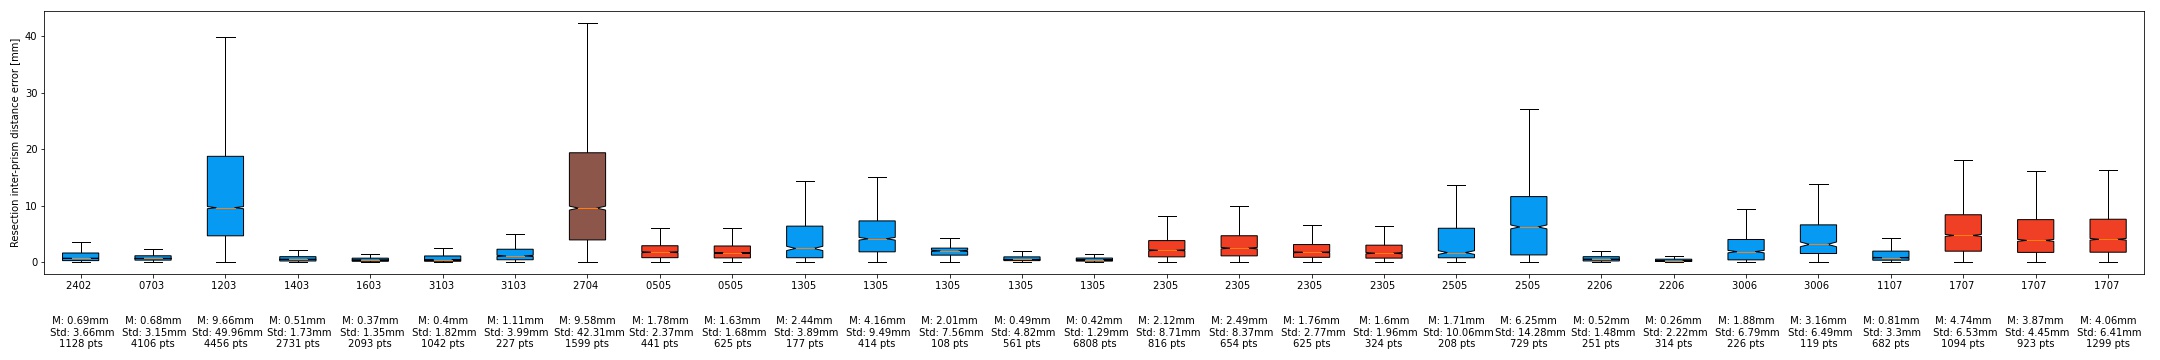 Resection inter-prism distance error [mm]
40
30
20
10
0
2402 0703 1203 1403 1603 3103 3103 2704 0505 0505 1305 1305 1305 1305 1305 2305 2305 2305 2305 2505 2505 2206 2206 3006 3006 1107 1707 1707 1707
M: 0.69mm M: 0.68mm M: 9.66mm M: 0.51mm M: 0.37mm M: 0.4mm M: 1.11mm M: 9.58mm M: 1.78mm M: 1.63mm M: 2.44mm M: 4.16mm M: 2.01mm M: 0.49mm M: 0.42mm M: 2.12mm M: 2.49mm M: 1.76mm M: 1.6mm M: 1.71mm M: 6.25mm M: 0.52mm M: 0.26mm M: 1.88mm M: 3.16mm M: 0.81mm M: 4.74mm M: 3.87mm M: 4.06mm
Std: 3.66mm Std: 3.15mm Std: 49.96mm Std: 1.73mm Std: 1.35mm Std: 1.82mm Std: 3.99mm Std: 42.31mm Std: 2.37mm Std: 1.68mm Std: 3.89mm Std: 9.49mm Std: 7.56mm Std: 4.82mm Std: 1.29mm Std: 8.71mm Std: 8.37mm Std: 2.77mm Std: 1.96mm Std: 10.06mm Std: 14.28mm Std: 1.48mm Std: 2.22mm Std: 6.79mm Std: 6.49mm Std: 3.3mm Std: 6.53mm Std: 4.45mm Std: 6.41mm
1128 pts 4106 pts 4456 pts 2731 pts 2093 pts 1042 pts 227 pts 1599 pts 441 pts 625 pts 177 pts 414 pts 108 pts 561 pts 6808 pts 816 pts 654 pts 625 pts 324 pts 208 pts 729 pts 251 pts 314 pts 226 pts 119 pts 682 pts 1094 pts 923 pts 1299 pts